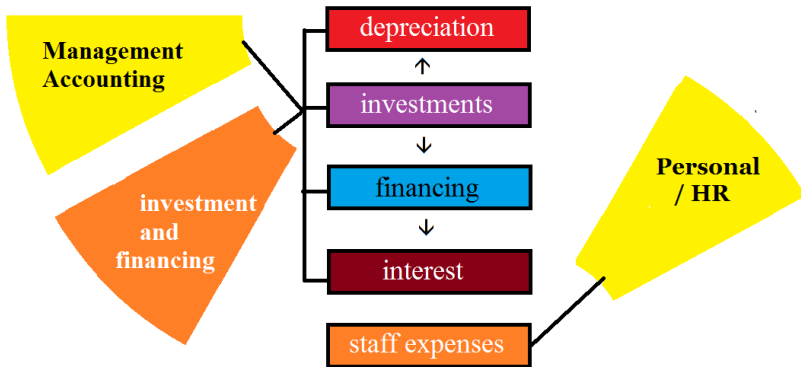 Management
Accounting
investment
and
financing
depreciation
↑
investments
↓
financing
↓
interest
staff expenses
Personal
/ HR